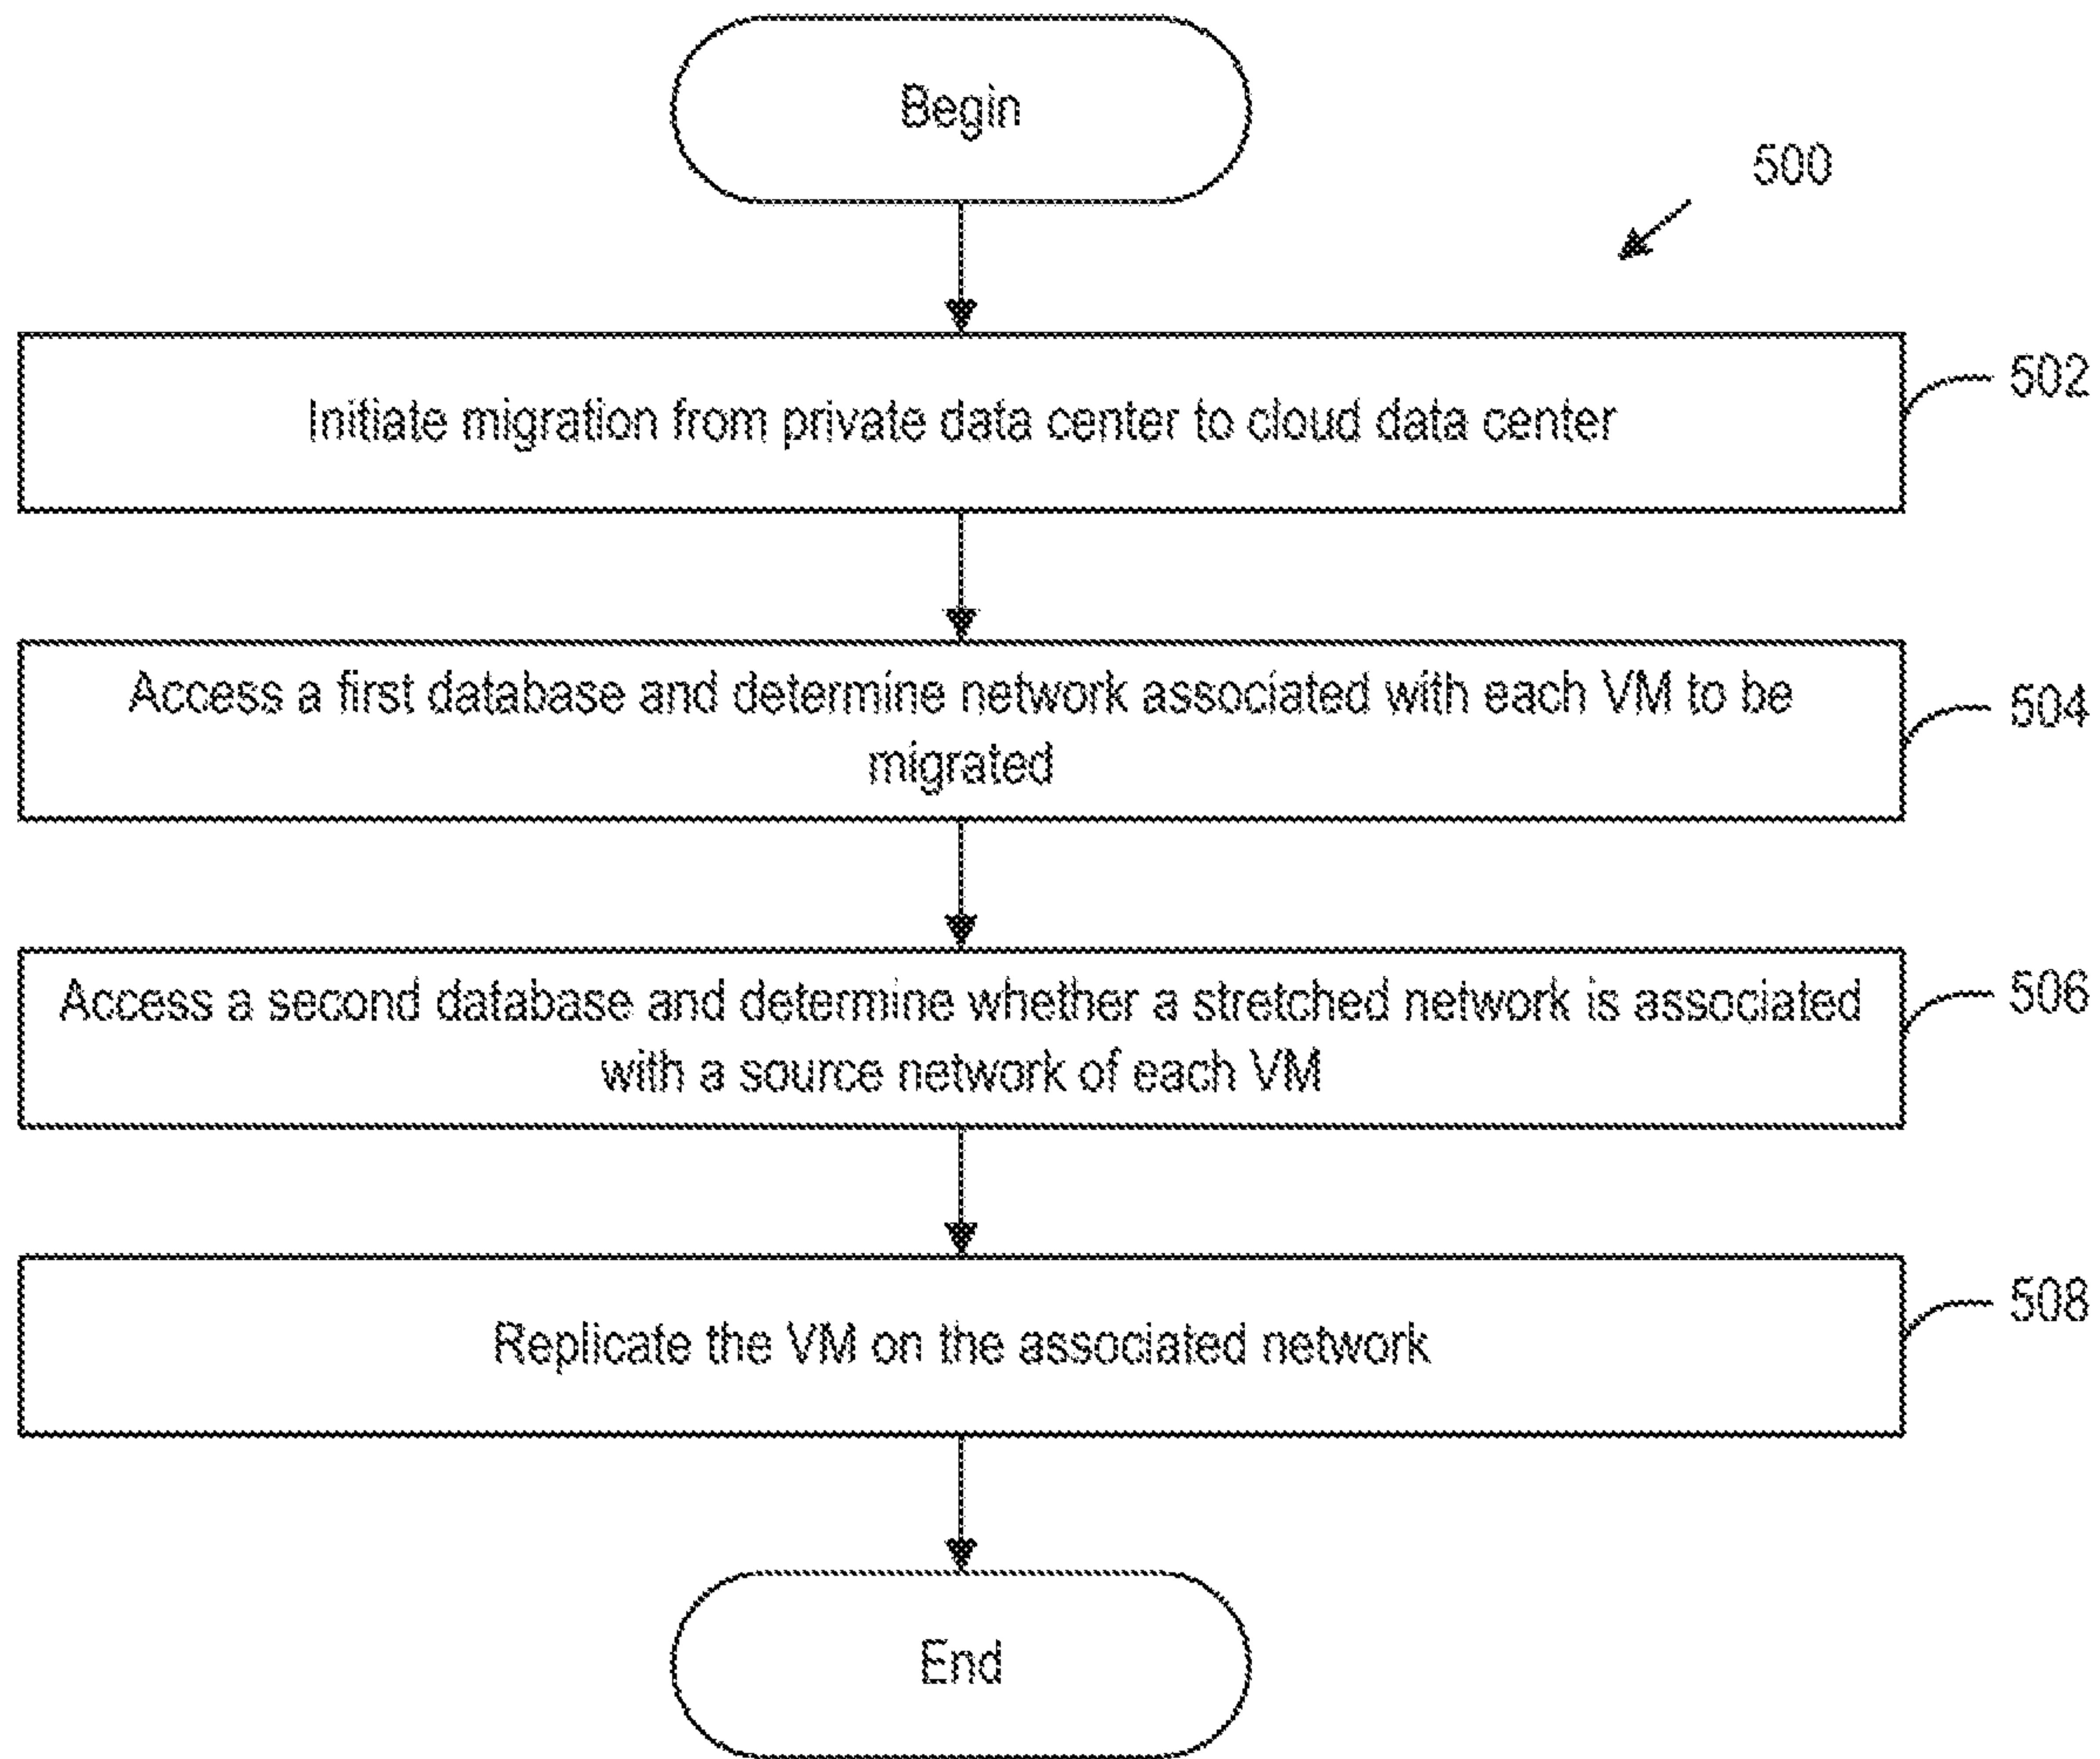 Begin
500
Initiate migration from private data center to cloud data center
502
Access a first database and determine network associated with each VM to be
migrated
504
Access a second database and determine whether a stretched network is associated
with a source network of each VM
506
Replicate the VM on the associated network
508
End